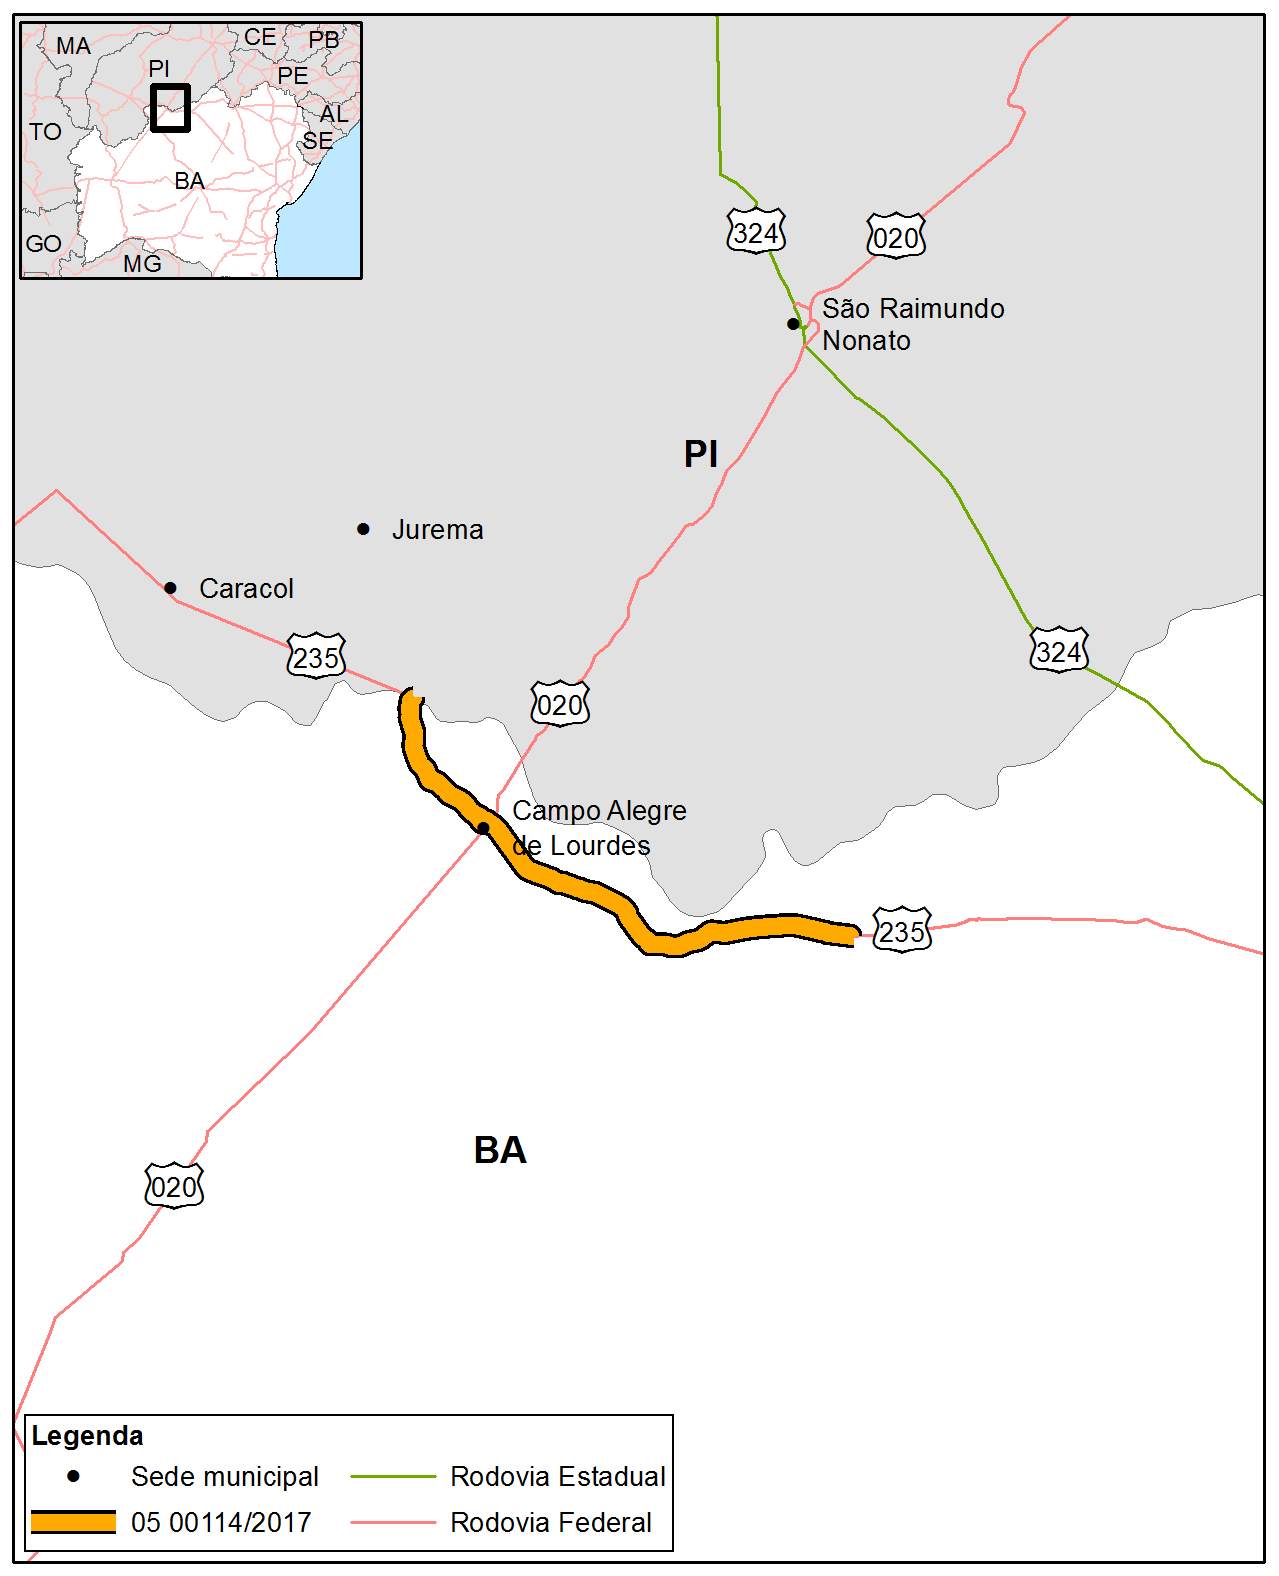 MA
CE
PB
PI
PE
AL
TO
SE
BA
GO
MG
324
020
São Raimundo
Nonato
PI
Jurema
Caracol
235
324
020
Campo Alegre
de Lourdes
235
BA
020
Legenda
Sede municipal
Rodovia Estadual
05 00114/2017
Rodovia Federal